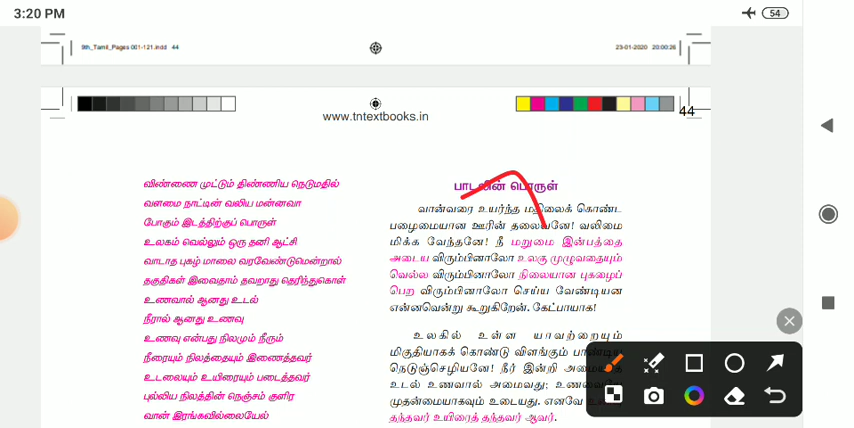 3:20 PM
54
9th_Tamil_Pages 001-121.indd 44
23-01-2020 20:00:26
www.tntextbooks.in
44
விண்ணை முட்டும் திண்ணிய நெடுமதில்
வளமை நாட்டின் வலிய மன்னவா
போகும் இடத்திற்குப் பொருள்
உலகம் வெல்லும் ஒரு தனி ஆட்சி
வாடாத புகழ் மாலை வரவேண்டுமென்றால்
தகுதிகள் இவைதாம் தவறாது தெரிந்துகொள்
உணவால் ஆனது உடல்
நீரால் ஆனது உணவு
உணவு என்பது நிலமும் நீரும்
நீரையும் நிலத்தையும் இணைத்தவர்
உடலையும் உயிரையும் படைத்தவர்
புல்லிய நிலத்தின் நெஞ்சம் குளிர
வான் இரங்கவில்லையேல்
பாடலின் பொருள்
வான்வரை உயர்ந்த மதிலைக் கொண்ட
பழைமையான ஊரின் தலைவனே! வலிமை
மிக்க வேந்தனே! நீ மறுமை இன்பத்தை
அடைய விரும்பினாலோ உலகு முழுவதையும்
வெல்ல விரும்பினாலோ நிலையான புகழைப்
பெற விரும்பினாலோ செய்ய வேண்டியன
என்னவென்று கூறுகிறேன். கேட்பாயாக!
உலகில் உள்ள யாவற்றையும்
மிகுதியாகக் கொண்டு விளங்கும் பாண்டிய
நெடுஞ்செழியனே! நீர் இன்றி அமையாத
உடல் உணவால் அமைவது; உணவையே
முதன்மையாகவும் உடையது. எனவே
தந்தவர் உயிரைத் தந்தவர் ஆவர்.